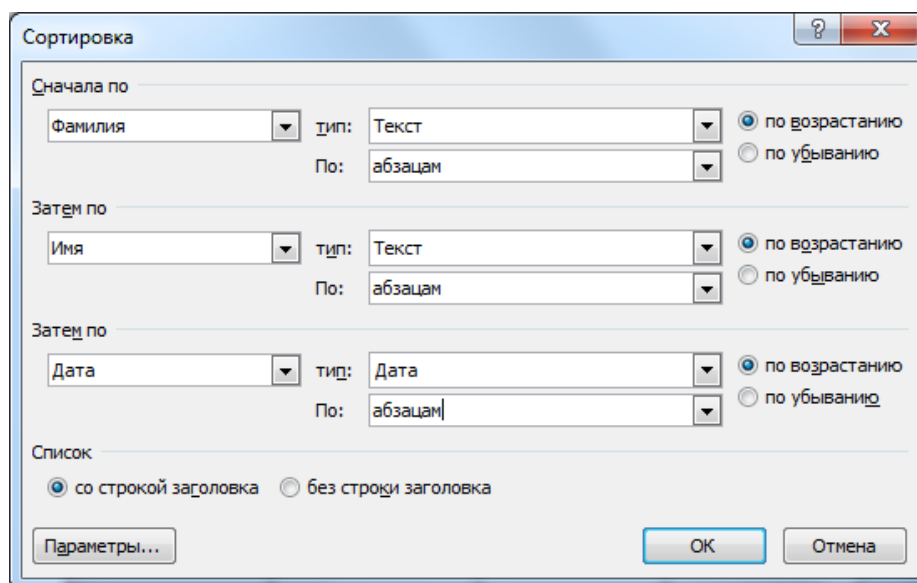 Сортировка
Сначала по
Фамилия тип: Текст по возрастанию
По: абзацам по убыванию
Затем по
Имя тип: Текст по возрастанию
По: абзацам по убыванию
Затем по
Дата тип: Дата по возрастанию
По: абзацам по убыванию
Список
со строкой заголовка без строки заголовка
Параметры... ОК Отмена